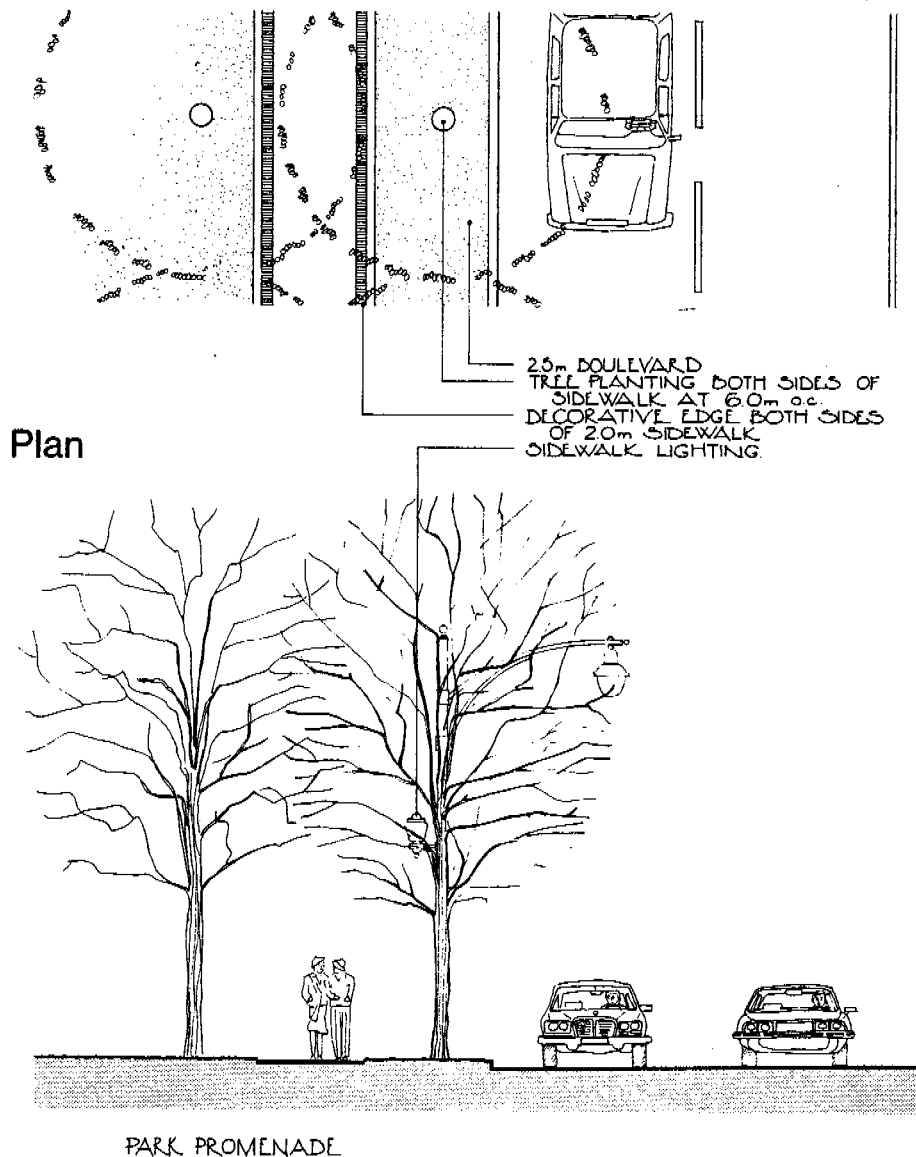 2.5m BOULEVARD
TREE PLANTING BOTH SIDES OF
SIDEWALK AT 6.0m o.c.
DECORATIVE EDGE BOTH SIDES
OF 2.0m SIDEWALK
SIDEWALK LIGHTING.
Plan
PARK PROMENADE